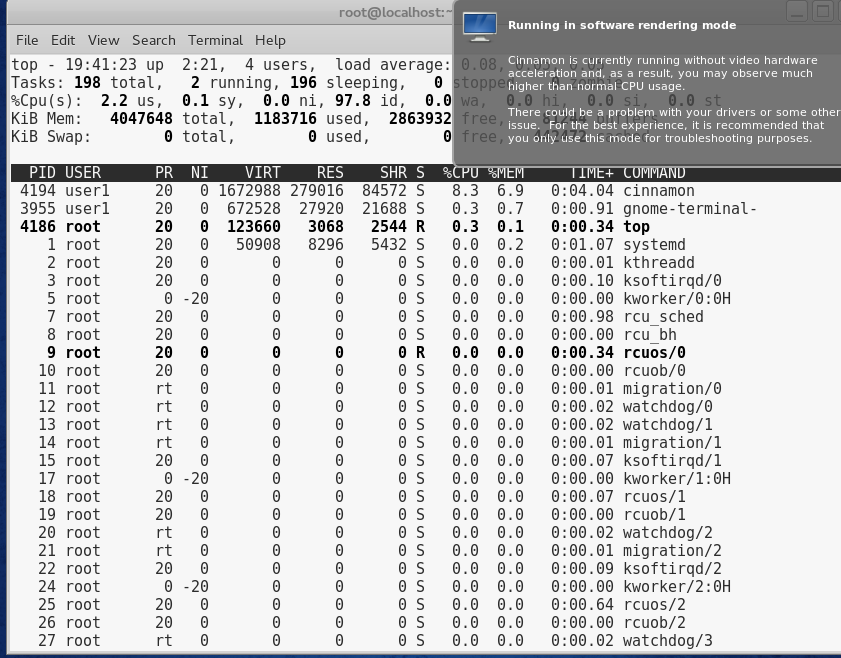 root@localhost:~
File Edit View Search Terminal Help
top - 19:41:23 up  2:21,  4 users,  load average: 0.08,
Tasks: 198 total,   2 running, 196 sleeping,   0 stopped,   0 zombie
%Cpu(s):  2.2 us,  0.1 sy,  0.0 ni, 97.8 id,  0.0 wa,  0.0 hi,  0.0 si,  0.0 st
KiB Mem:   4047648 total,  1183716 used,  2863932 free,
KiB Swap:        0 total,        0 used,        0 free.
Running in software rendering mode
Cinnamon is currently running without video hardware
acceleration and, as a result, you may observe much
higher than normal CPU usage.
There could be a problem with your drivers or some other
issue.  For the best experience, it is recommended that
you only use this mode for troubleshooting purposes.
PID USER PR NI VIRT RES SHR S %CPU %MEM TIME+ COMMAND
4194 user1 20 0 1672988 279016 84572 S 8.3 6.9 0:04.04 cinnamon
3955 user1 20 0 672528 27920 21688 S 0.3 0.7 0:00.91 gnome-terminal-
4186 root 20 0 123660 3068 2544 R 0.3 0.1 0:00.34 top
1 root 20 0 50908 8296 5432 S 0.0 0.2 0:01.07 systemd
2 root 20 0 0 0 0 S 0.0 0.0 0:00.01 kthreadd
3 root 20 0 0 0 0 S 0.0 0.0 0:00.10 ksoftirqd/0
5 root 0 -20 0 0 0 S 0.0 0.0 0:00.00 kworker/0:0H
7 root 20 0 0 0 0 S 0.0 0.0 0:00.98 rcu_sched
8 root 20 0 0 0 0 S 0.0 0.0 0:00.00 rcu_bh
9 root 20 0 0 0 0 R 0.0 0.0 0:00.34 rcuos/0
10 root 20 0 0 0 0 S 0.0 0.0 0:00.00 rcuob/0
11 root rt 0 0 0 0 S 0.0 0.0 0:00.01 migration/0
12 root rt 0 0 0 0 S 0.0 0.0 0:00.02 watchdog/0
13 root rt 0 0 0 0 S 0.0 0.0 0:00.02 watchdog/1
14 root rt 0 0 0 0 S 0.0 0.0 0:00.01 migration/1
15 root 20 0 0 0 0 S 0.0 0.0 0:00.07 ksoftirqd/1
17 root 0 -20 0 0 0 S 0.0 0.0 0:00.00 kworker/1:0H
18 root 20 0 0 0 0 S 0.0 0.0 0:00.07 rcuos/1
19 root 20 0 0 0 0 S 0.0 0.0 0:00.00 rcuob/1
20 root rt 0 0 0 0 S 0.0 0.0 0:00.02 watchdog/2
21 root rt 0 0 0 0 S 0.0 0.0 0:00.01 migration/2
22 root 20 0 0 0 0 S 0.0 0.0 0:00.09 ksoftirqd/2
24 root 0 -20 0 0 0 S 0.0 0.0 0:00.00 kworker/2:0H
25 root 20 0 0 0 0 S 0.0 0.0 0:00.64 rcuos/2
26 root 20 0 0 0 0 S 0.0 0.0 0:00.00 rcuob/2
27 root rt 0 0 0 0 S 0.0 0.0 0:00.02 watchdog/3